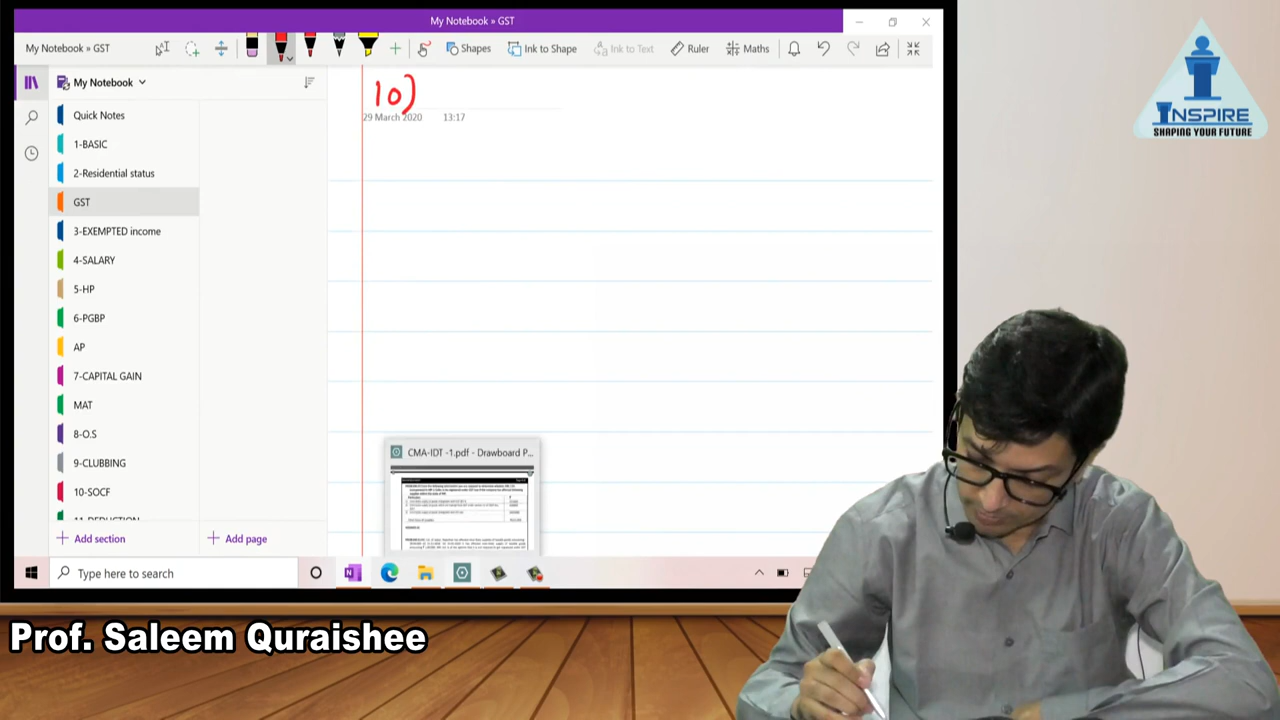 My Notebook » GST
My Notebook » GST
Shapes
Ink to Shape
Ink to Text
Ruler
Maths
My Notebook
Quick Notes
1-BASIC
2-Residential status
GST
3-EXEMPTED income
4-SALARY
5-HP
6-PGBP
AP
7-CAPITAL GAIN
MAT
8-O.S
9-CLUBBING
10-SOCF
11-DEDUCTION
Add section
Add page
10)
29 March 2020 13:17
CMA-IDT -1.pdf - Drawboard P...
Type here to search
INSPIRE
SHAPING YOUR FUTURE
Prof. Saleem Quraishee